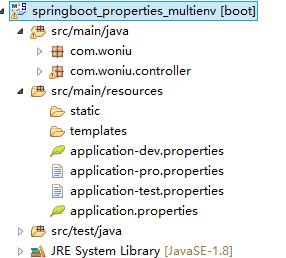 springboot_properties_multienv [boot]
src/main/java
com.woniu
com.woniu.controller
src/main/resources
static
templates
application-dev.properties
application-pro.properties
application-test.properties
application.properties
src/test/java
JRE System Library [JavaSE-1.8]